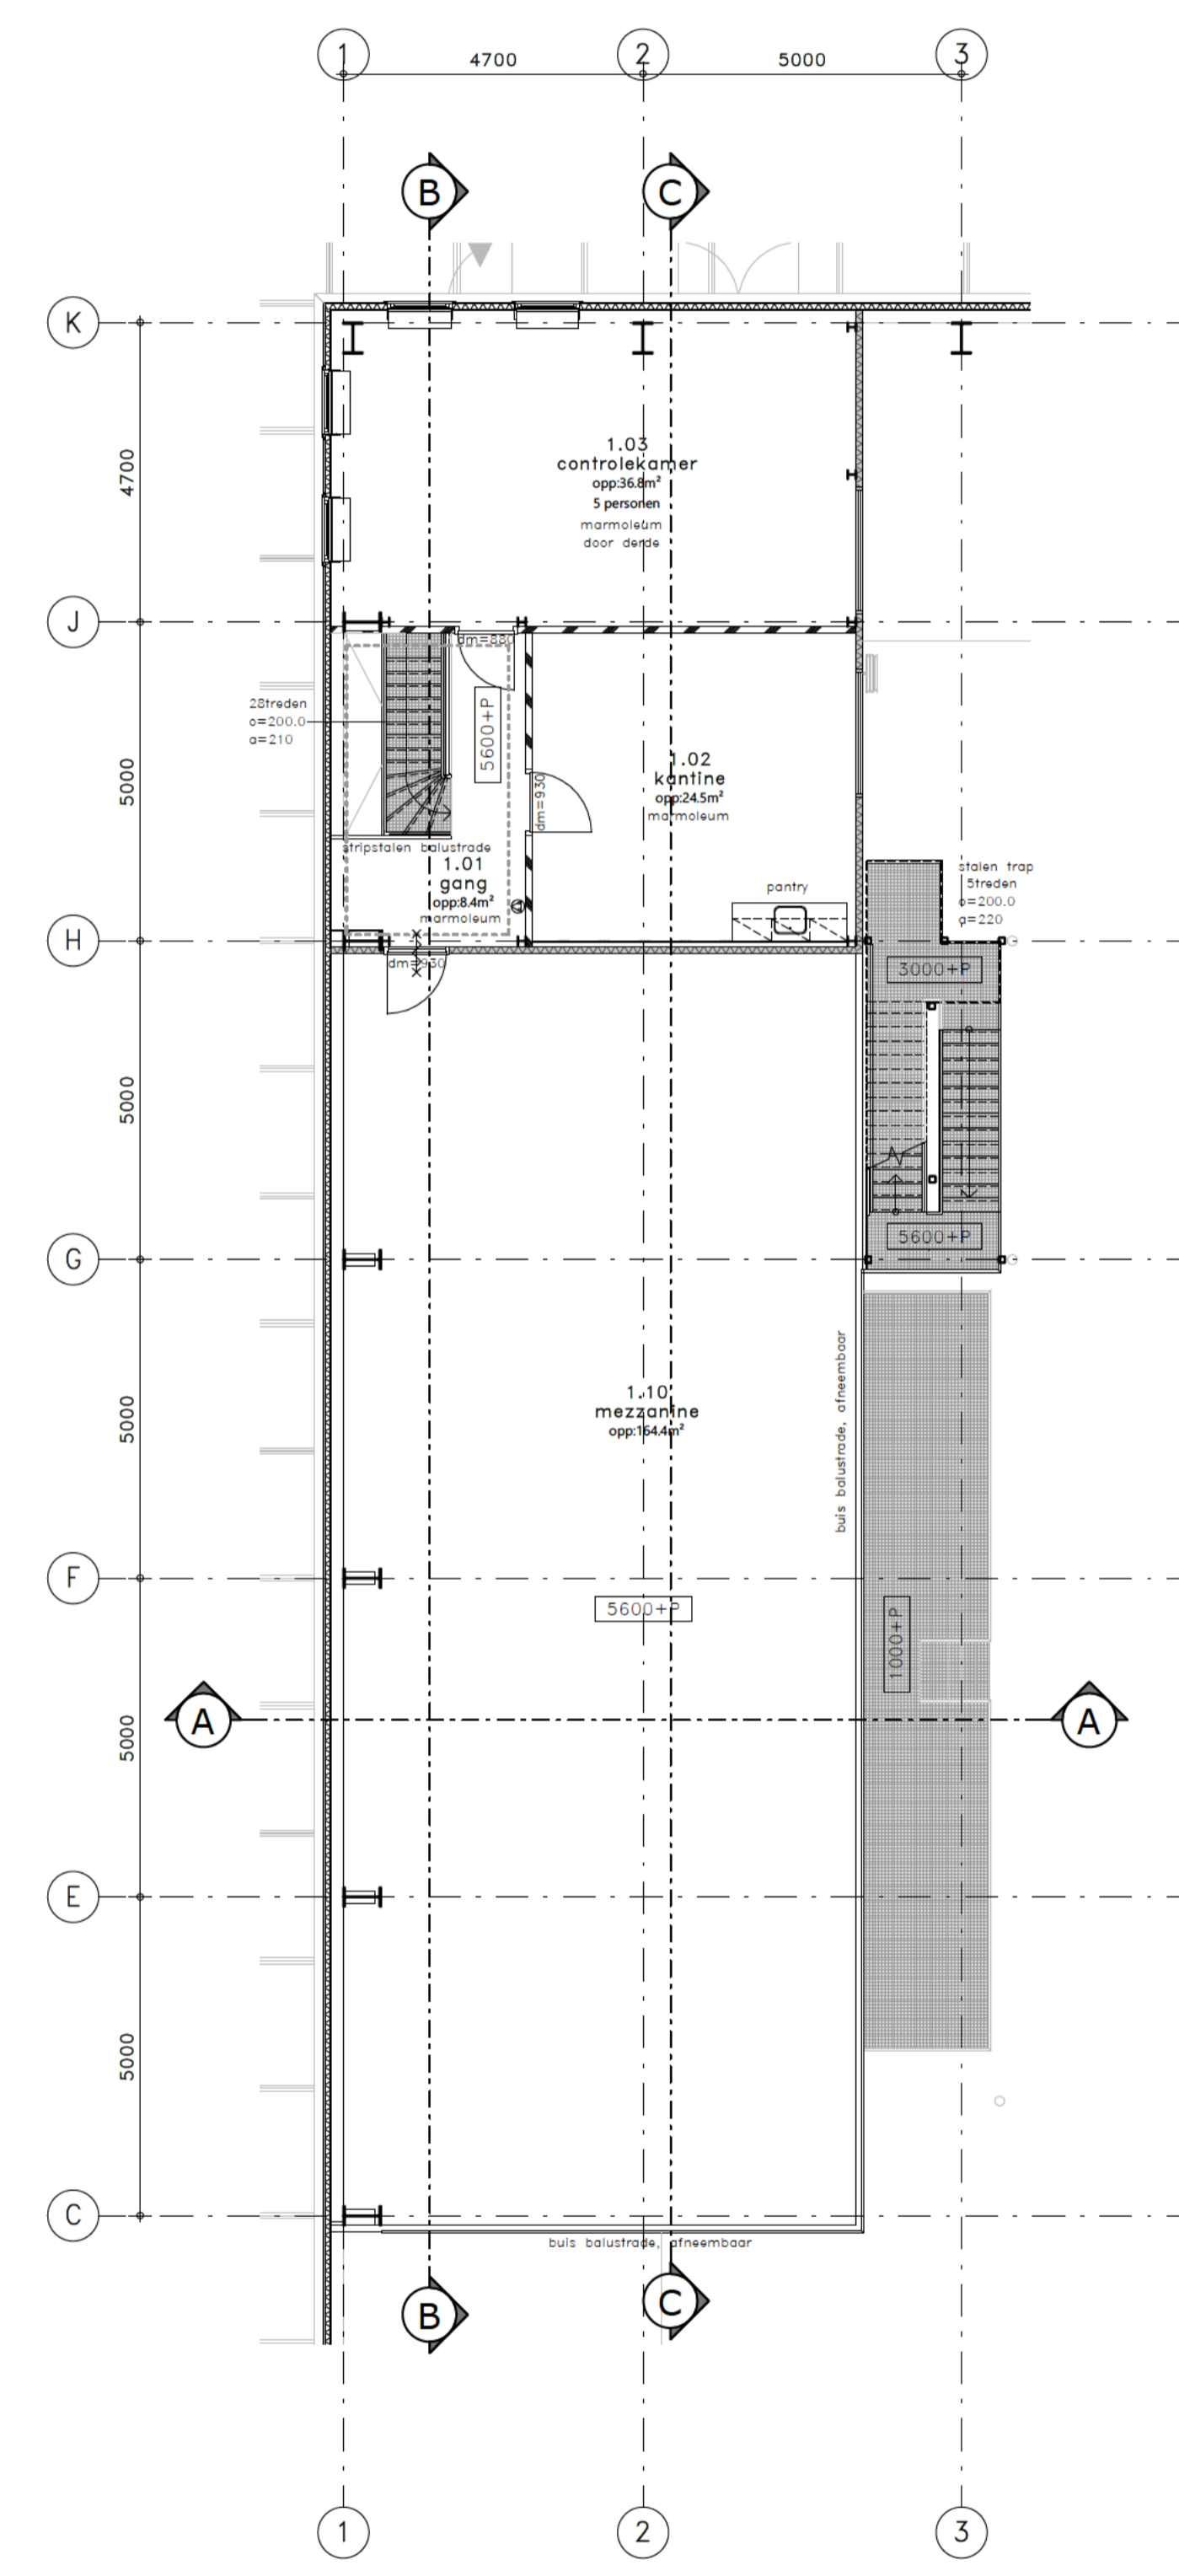 1
4700
2
5000
3
B
C
K
4700
1.03
controlekamer
opp:36.8m²
5 personen
marmoleum
door derde
J
dm=880
28treden
o=200.0
a=210
5600+P
5000
1.02
kantine
opp:24.5m²
marmoleum
dm=930
stripstalen balustrade
1.01
gang
opp:8.4m²
marmoleum
pantry
stalen trap
5treden
o=200.0
a=220
H
dm=930
3000+P
5000
5600+P
G
5000
1.10
mezzanine
opp:164.4m²
buis balustrade, afneembaar
F
5600+P
1000+P
A
A
5000
E
5000
C
buis balustrade, afneembaar
B
C
1
2
3